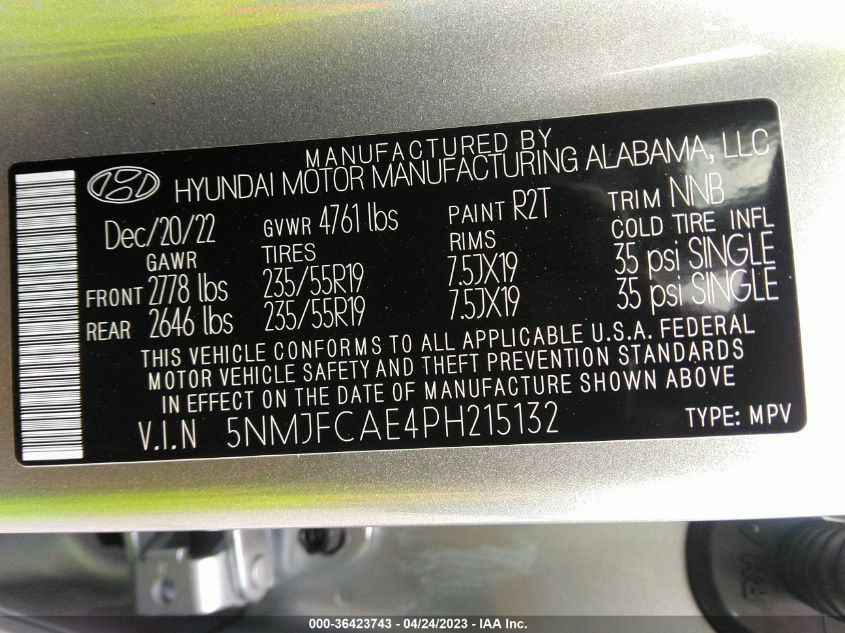 MANUFACTURED BY
HYUNDAI MOTOR MANUFACTURING ALABAMA, LLC
Dec/20/22 GVWR 4761 lbs PAINT R2T TRIM NNB
GAWR TIRES RIMS COLD TIRE INFL
FRONT 2778 lbs 235/55R19 7.5JX19 35 psi SINGLE
REAR 2646 lbs 235/55R19 7.5JX19 35 psi SINGLE
THIS VEHICLE CONFORMS TO ALL APPLICABLE U.S.A. FEDERAL
MOTOR VEHICLE SAFETY AND THEFT PREVENTION STANDARDS
IN EFFECT ON THE DATE OF MANUFACTURE SHOWN ABOVE
V.I.N 5NMJFCAE4PH215132 TYPE: MPV
RH
000-36423743 - 04/24/2023 - IAA Inc.